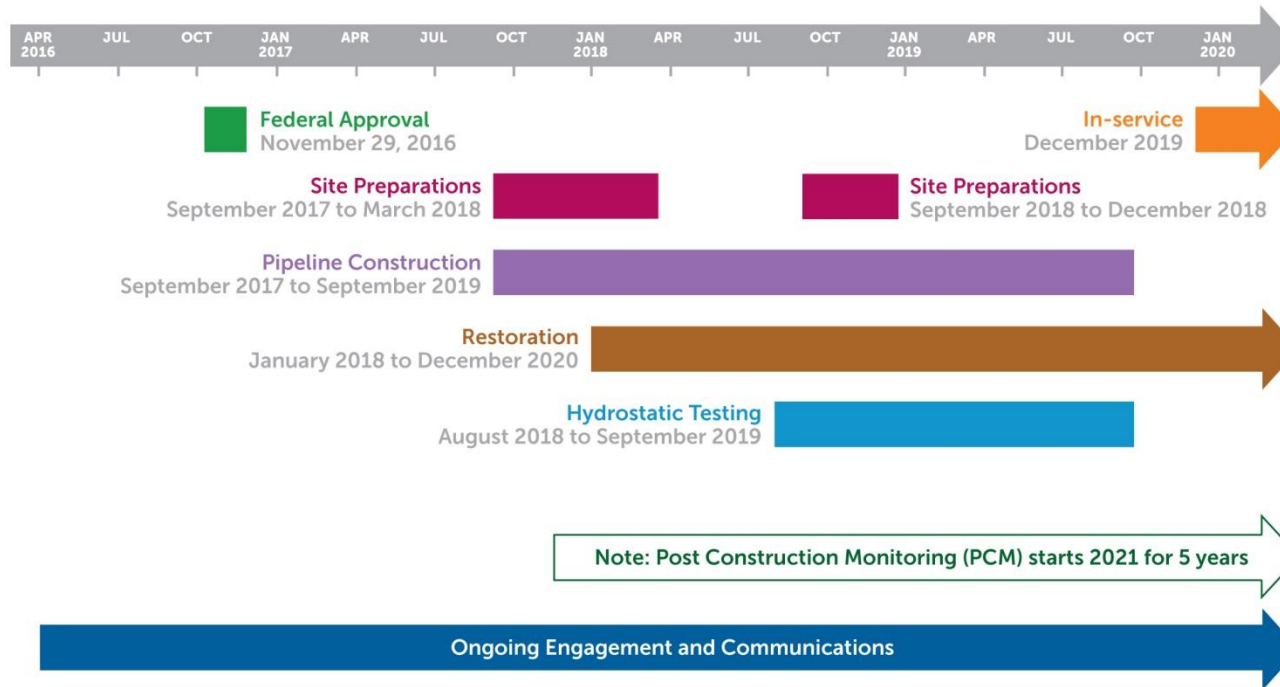 APR JUL OCT JAN APR JUL OCT JAN APR JUL OCT JAN APR JUL OCT JAN
2016 2017 2018 2019 2020
Federal Approval
November 29, 2016
In-service
December 2019
Site Preparations
September 2017 to March 2018
Site Preparations
September 2018 to December 2018
Pipeline Construction
September 2017 to September 2019
Restoration
January 2018 to December 2020
Hydrostatic Testing
August 2018 to September 2019
Note: Post Construction Monitoring (PCM) starts 2021 for 5 years
Ongoing Engagement and Communications